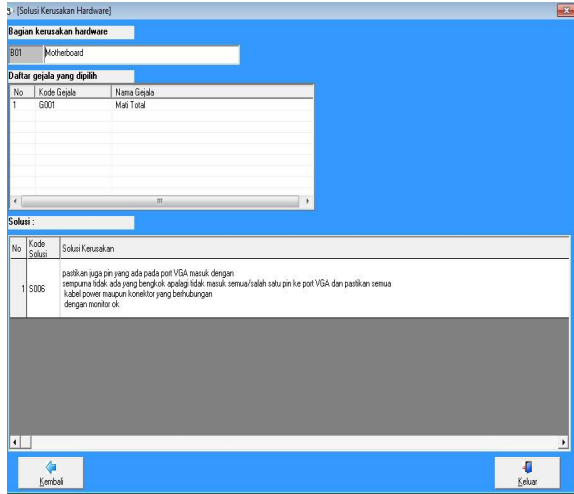 [Solusi Kerusakan Hardware]
Bagian kerusakan hardware
B01 Motherboard
Daftar gejala yang dipilih
No Kode Gejala Nama Gejala
1 G001 Mati Total
Solusi :
No Kode Solusi Solusi Kerusakan
1 S006
pastikan juga pin yang ada pada port VGA masuk dengan
sempurna tidak ada yang bengkok apalagi tidak masuk semua/salah satu pin ke port VGA dan pastikan semua
kabel power maupun konektor yang berhubungan
dengan monitor ok
Kembali Keluar